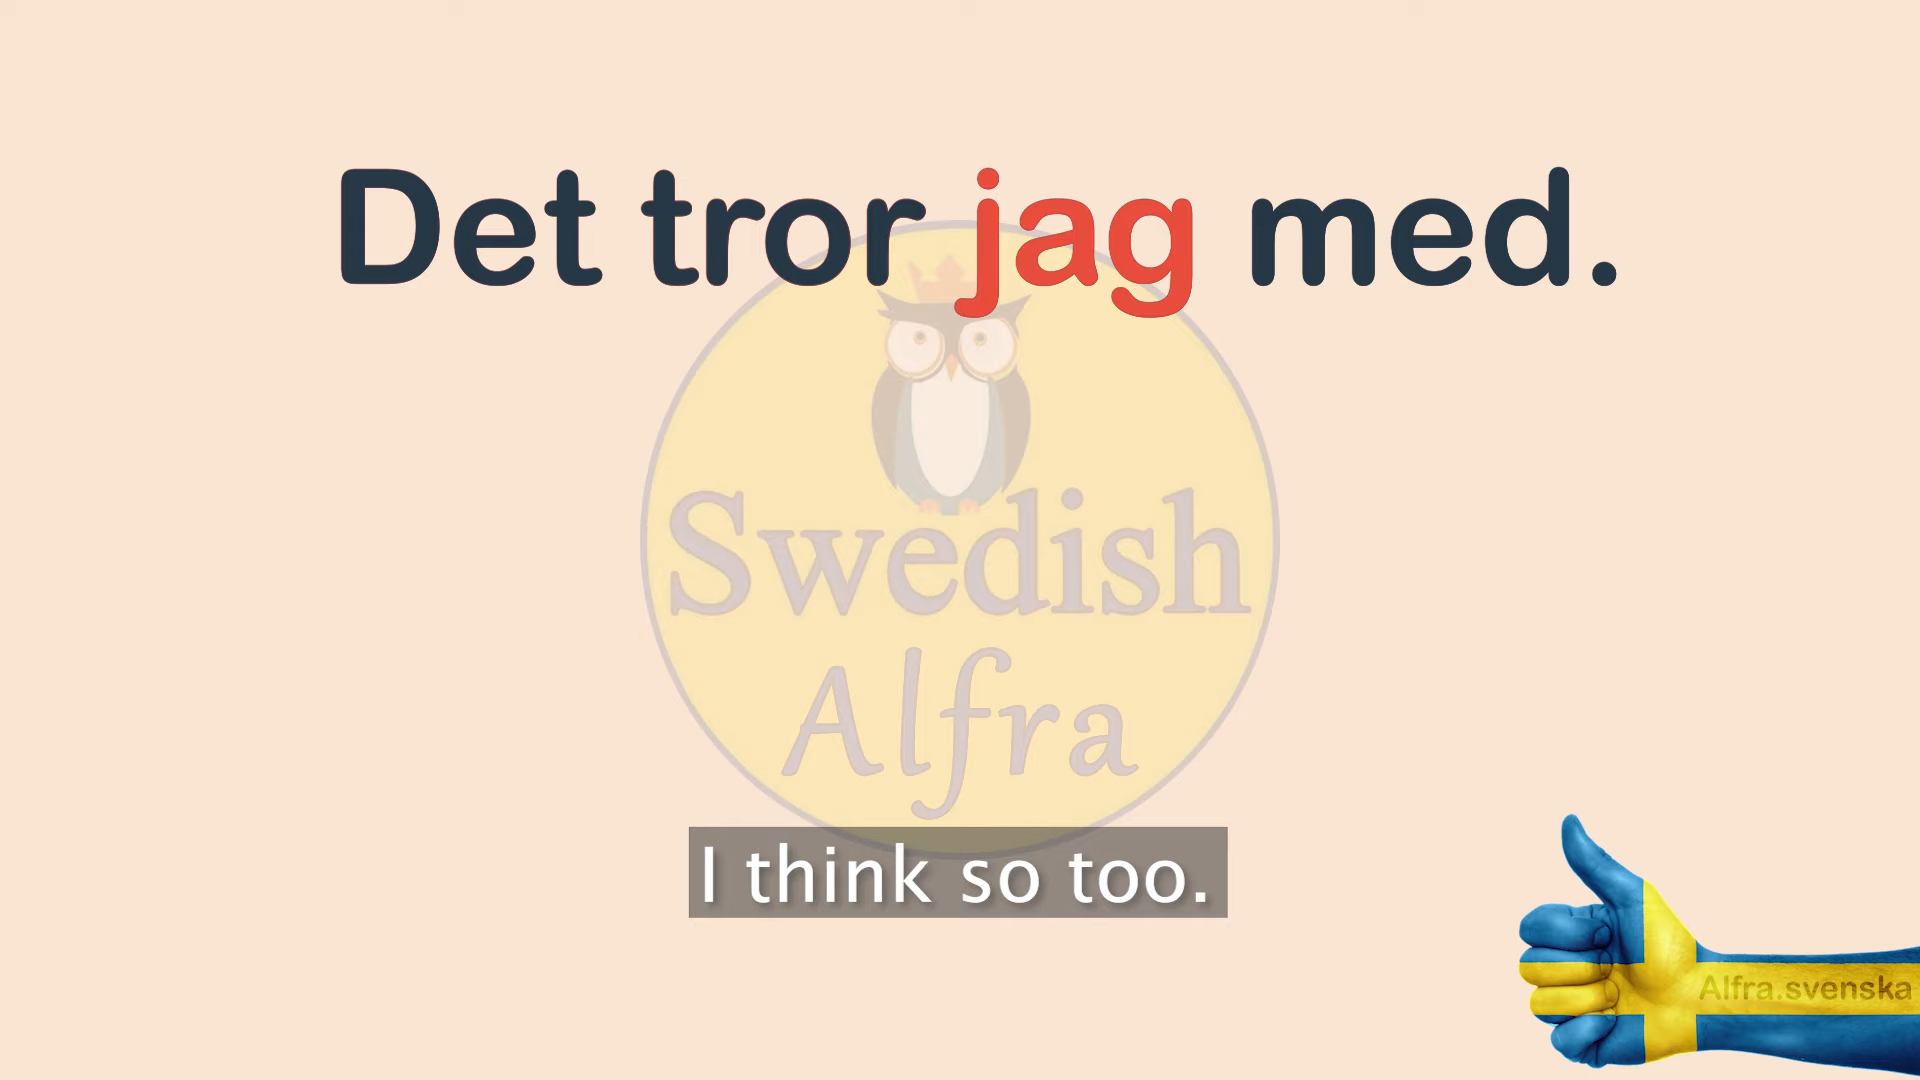 Det tror jag med.
Swedish
Alfra
I think so too.
Alfra.svenska